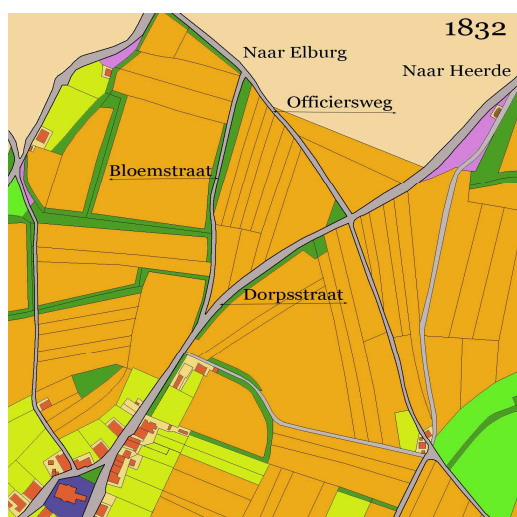 1832
Naar Elburg
Naar Heerde
Officiersweg
Bloemstraat
Dorpsstraat